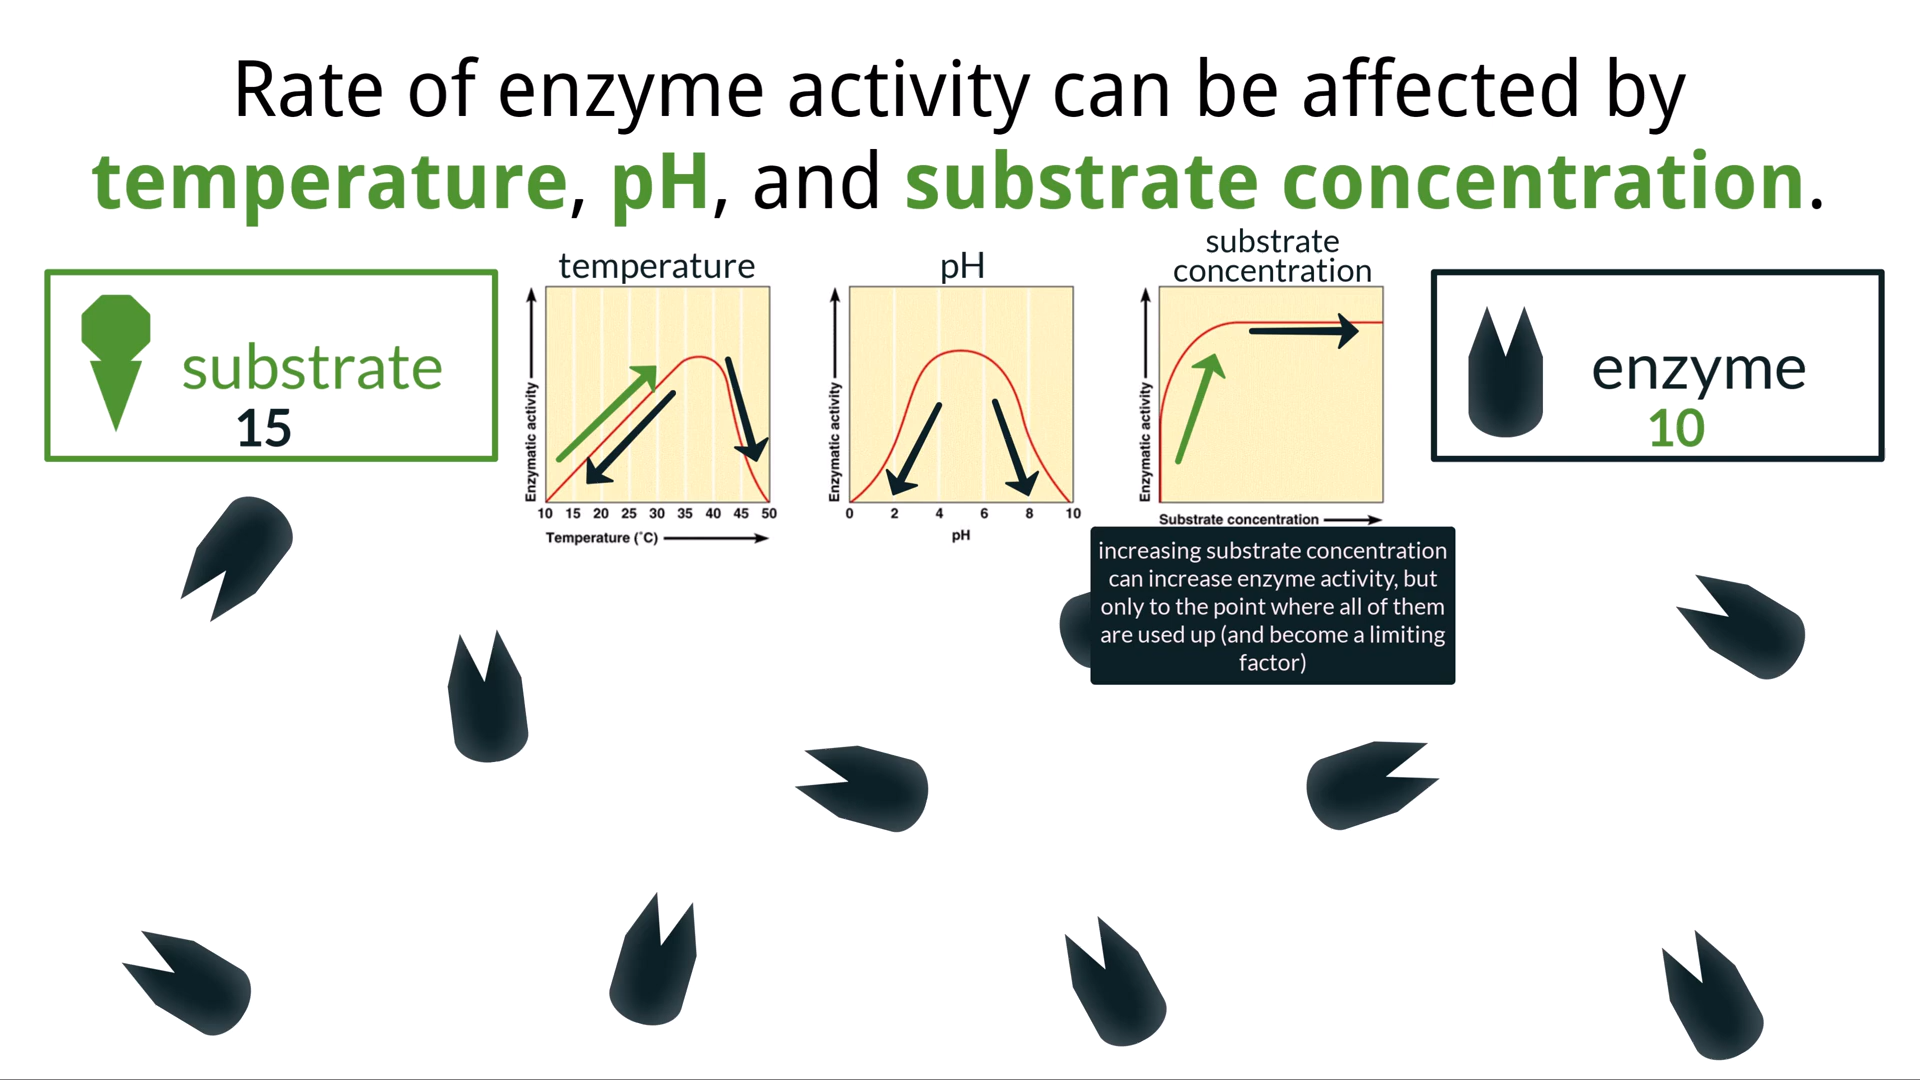 Rate of enzyme activity can be affected by
temperature, pH, and substrate concentration.
substrate
15
temperature
Enzymatic activity
10 15 20 25 30 35 40 45 50
Temperature (˚C)
pH
Enzymatic activity
0 2 4 6 8 10
pH
substrate
concentration
Enzymatic activity
Substrate concentration
increasing substrate concentration
can increase enzyme activity, but
only to the point where all of them
are used up (and become a limiting
factor)
enzyme
10